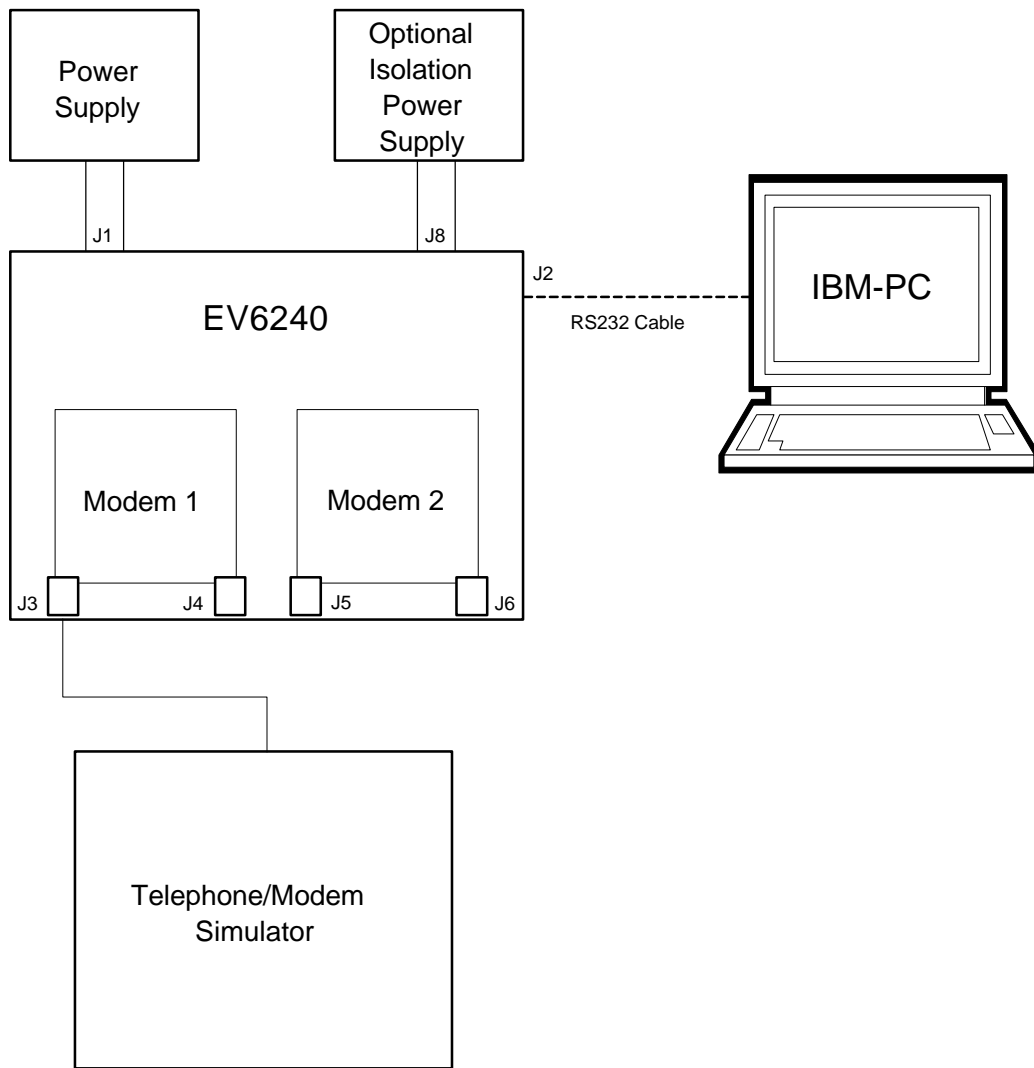 Power
Supply
Optional
Isolation
Power
Supply
J1
J8
J2
IBM-PC
EV6240
RS232 Cable
Modem 1
Modem 2
J3
J4
J5
J6
Telephone/Modem
Simulator